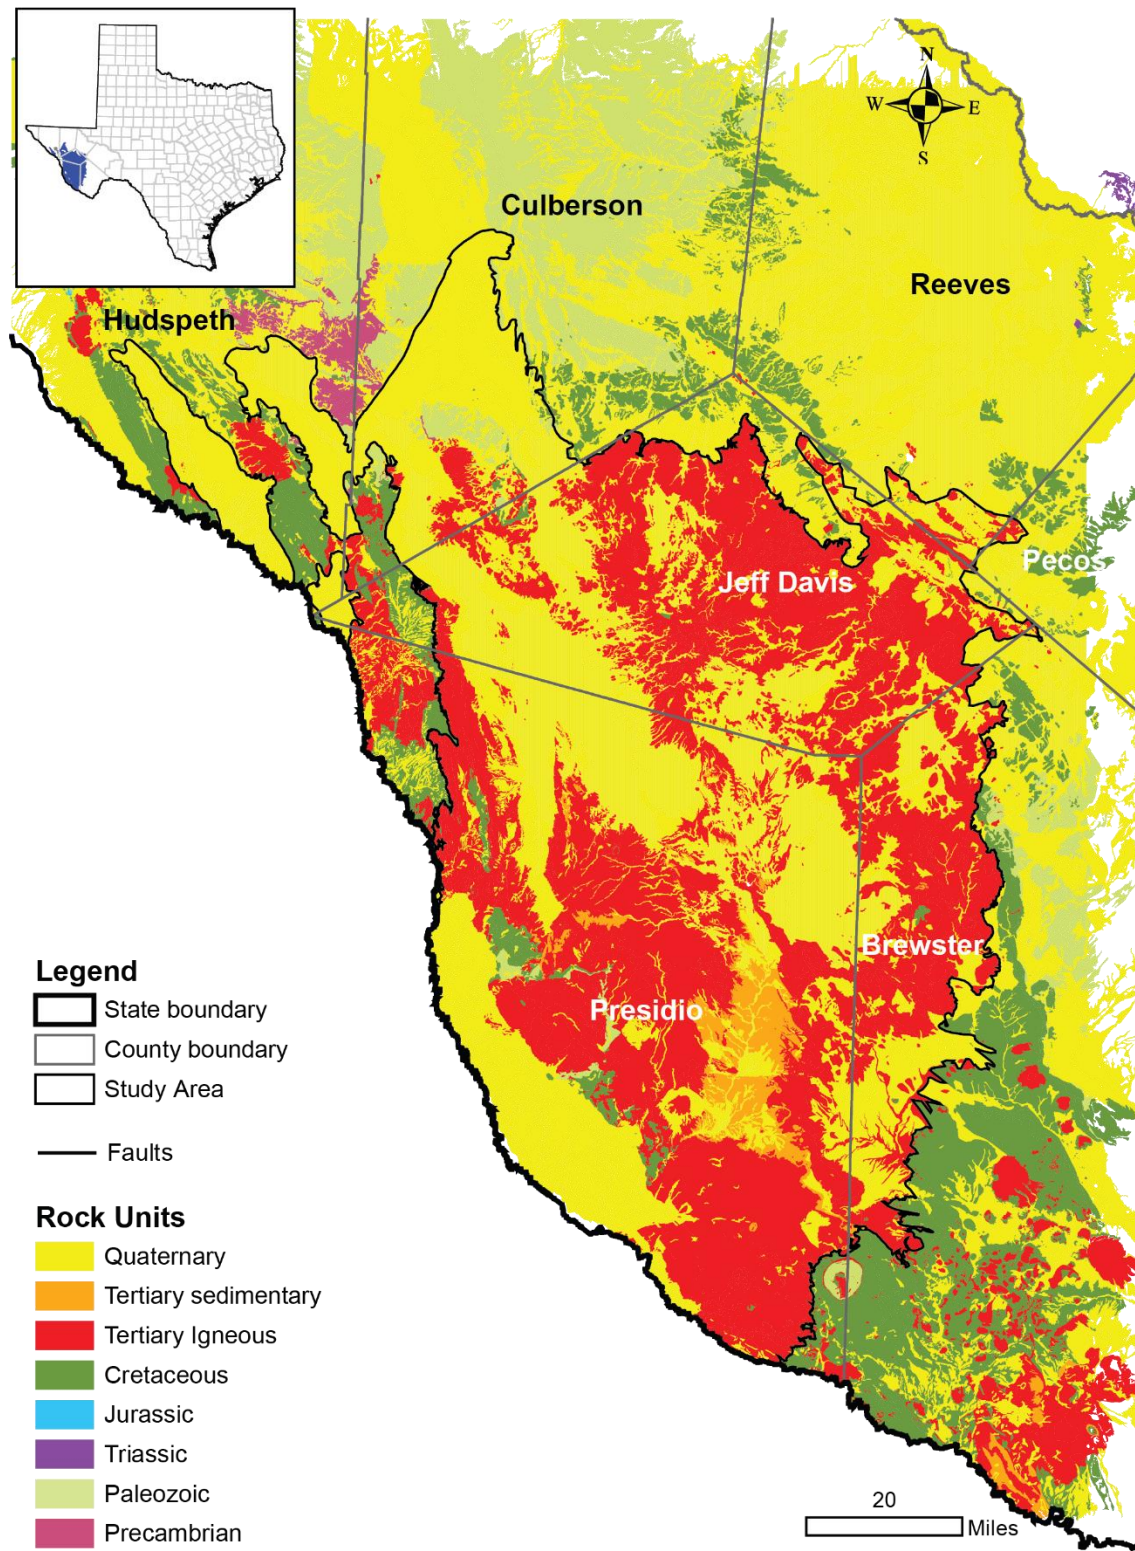 N
W E
S
Culberson
Reeves
Hudspeth
Pecos
Jeff Davis
Brewster
Presidio
Legend
State boundary
County boundary
Study Area
Faults
Rock Units
Quaternary
Tertiary sedimentary
Tertiary Igneous
Cretaceous
Jurassic
Triassic
Paleozoic
Precambrian
20
Miles